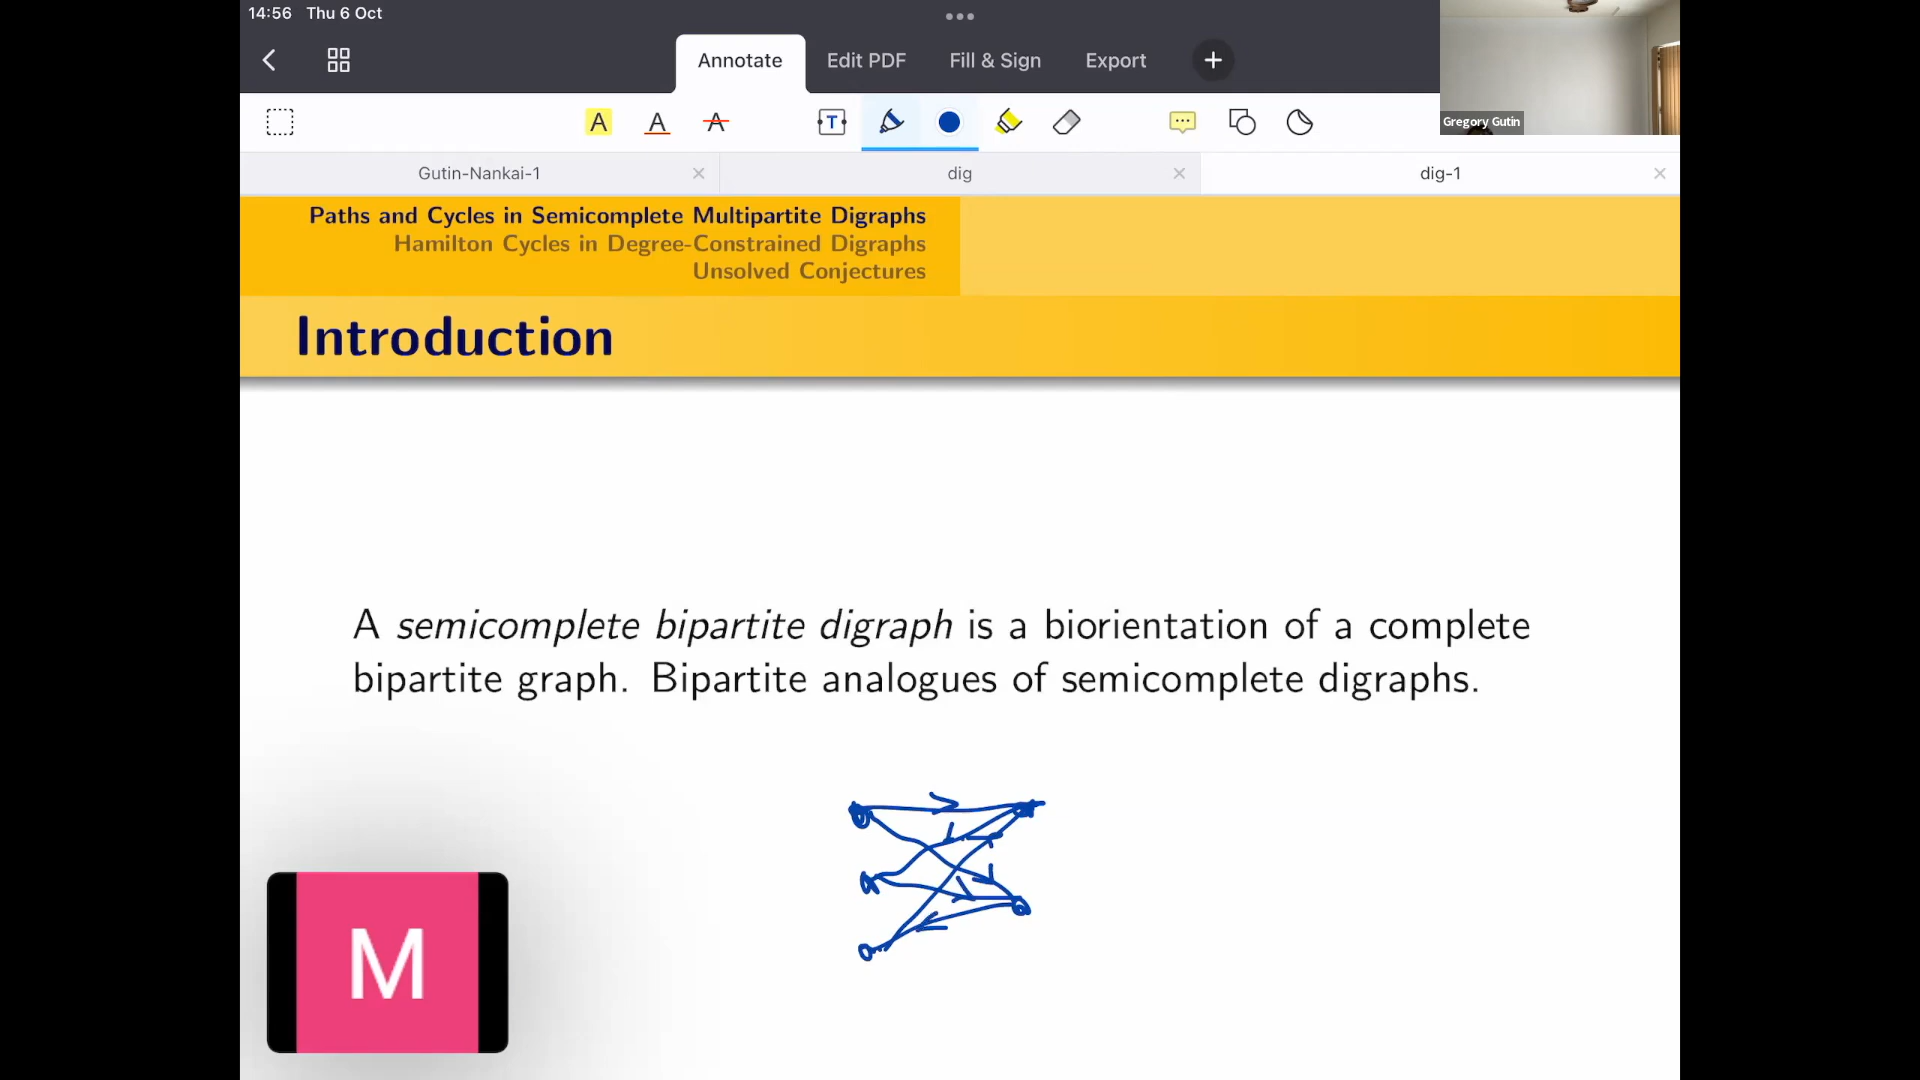 14:56 Thu 6 Oct
Annotate Edit PDF Fill & Sign Export
Gregory Gutin
A A A T
Gutin-Nankai-1 dig dig-1
Paths and Cycles in Semicomplete Multipartite Digraphs
Hamilton Cycles in Degree-Constrained Digraphs
Unsolved Conjectures
Introduction
A semicomplete bipartite digraph is a biorientation of a complete
bipartite graph. Bipartite analogues of semicomplete digraphs.
M